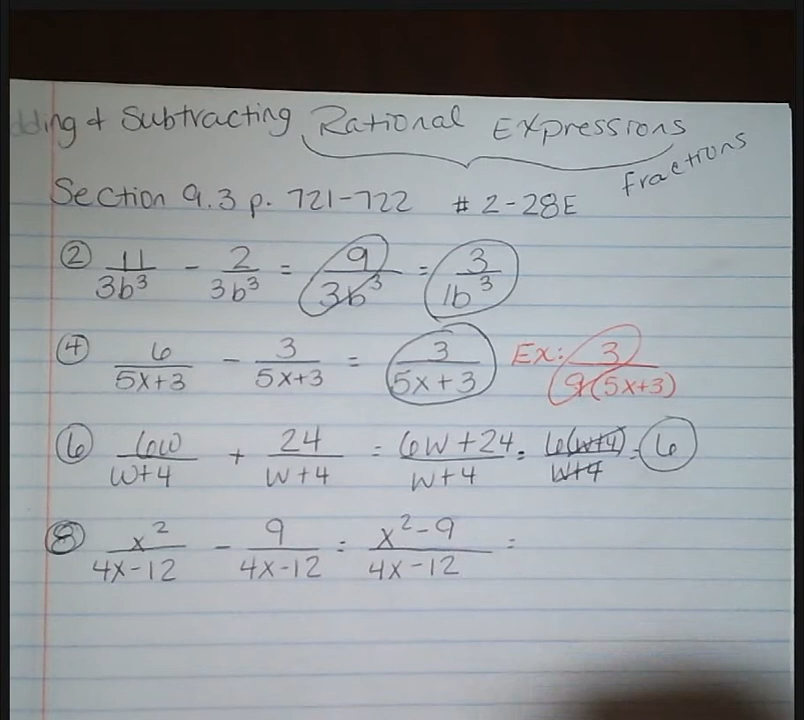 dding & Subtracting Rational Expressions
fractions
Section 9.3 p. 721-722 # 2-28E
② 11/3b³ - 2/3b³ = 9/3b³ = 3/1b³
④ 6/5x+3 - 3/5x+3 = 3/5x+3 Ex: 3/9(5x+3)
⑥ 6w/w+4 + 24/w+4 = 6w+24/w+4 = 6(w+4)/w+4 = 6
⑧ x²/4x-12 - 9/4x-12 = x²-9/4x-12 =